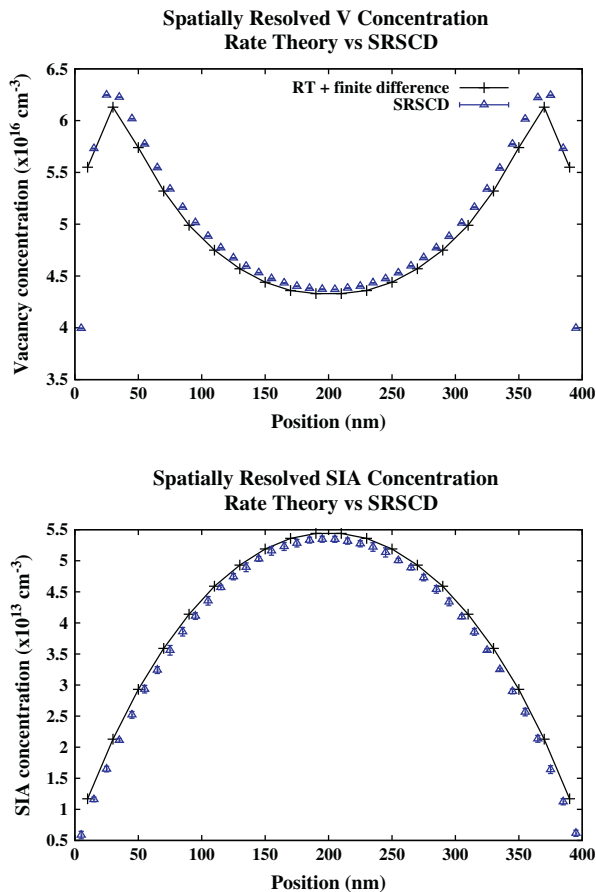 Spatially Resolved V Concentration
Rate Theory vs SRSCD
RT + finite difference
SRSCD
Vacancy concentration (x10^16 cm^-3)
6.5
6
5.5
5
4.5
4
3.5
0 50 100 150 200 250 300 350 400
Position (nm)
Spatially Resolved SIA Concentration
Rate Theory vs SRSCD
SIA concentration (x10^13 cm^-3)
5.5
5
4.5
4
3.5
3
2.5
2
1.5
1
0.5
0 50 100 150 200 250 300 350 400
Position (nm)